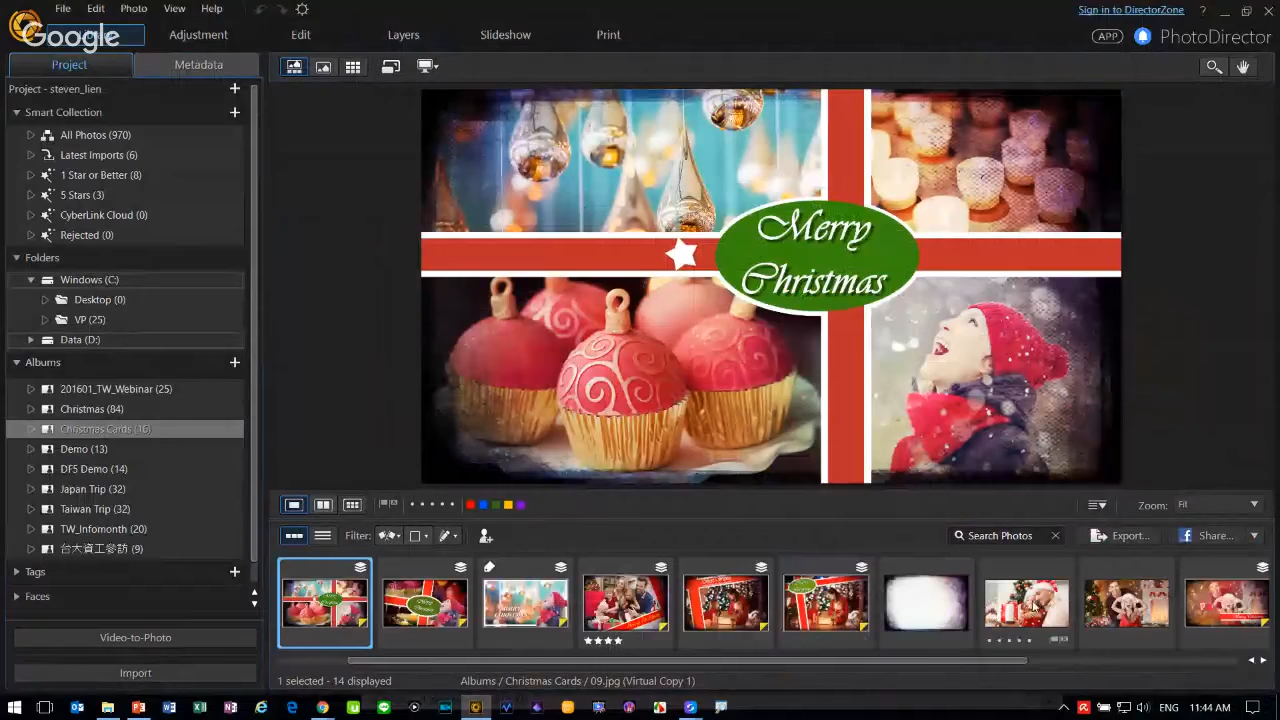 File Edit Photo View Help
Sign in to DirectorZone
Google
Adjustment Edit Layers Slideshow Print
APP PhotoDirector
Project Metadata
Project - steven_lien
Smart Collection
All Photos (970)
Latest Imports (6)
1 Star or Better (8)
5 Stars (3)
CyberLink Cloud (0)
Rejected (0)
Folders
Windows (C:)
Desktop (0)
VP (25)
Data (D:)
Albums
201601_TW_Webinar (25)
Christmas (84)
Christmas Cards (16)
Demo (13)
DF5 Demo (14)
Japan Trip (32)
Taiwan Trip (32)
TW_Infomonth (20)
台大資工參訪 (9)
Tags
Faces
Video-to-Photo
Import
Merry
Christmas
Zoom: Fit
Filter:
Search Photos
Export...
Share...
1 selected - 14 displayed
Albums / Christmas Cards / 09.jpg (Virtual Copy 1)
ENG 11:44 AM